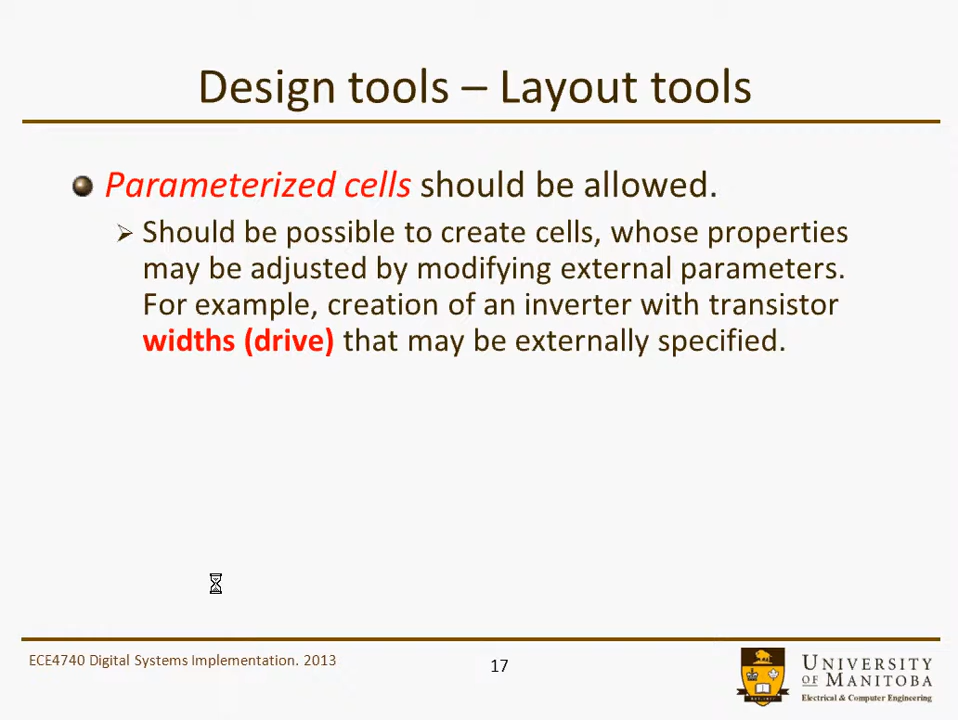 Design tools – Layout tools
Parameterized cells should be allowed.
Should be possible to create cells, whose properties
may be adjusted by modifying external parameters.
For example, creation of an inverter with transistor
widths (drive) that may be externally specified.
ECE4740 Digital Systems Implementation. 2013
17
UNIVERSITY
OF MANITOBA
Electrical & Computer Engineering